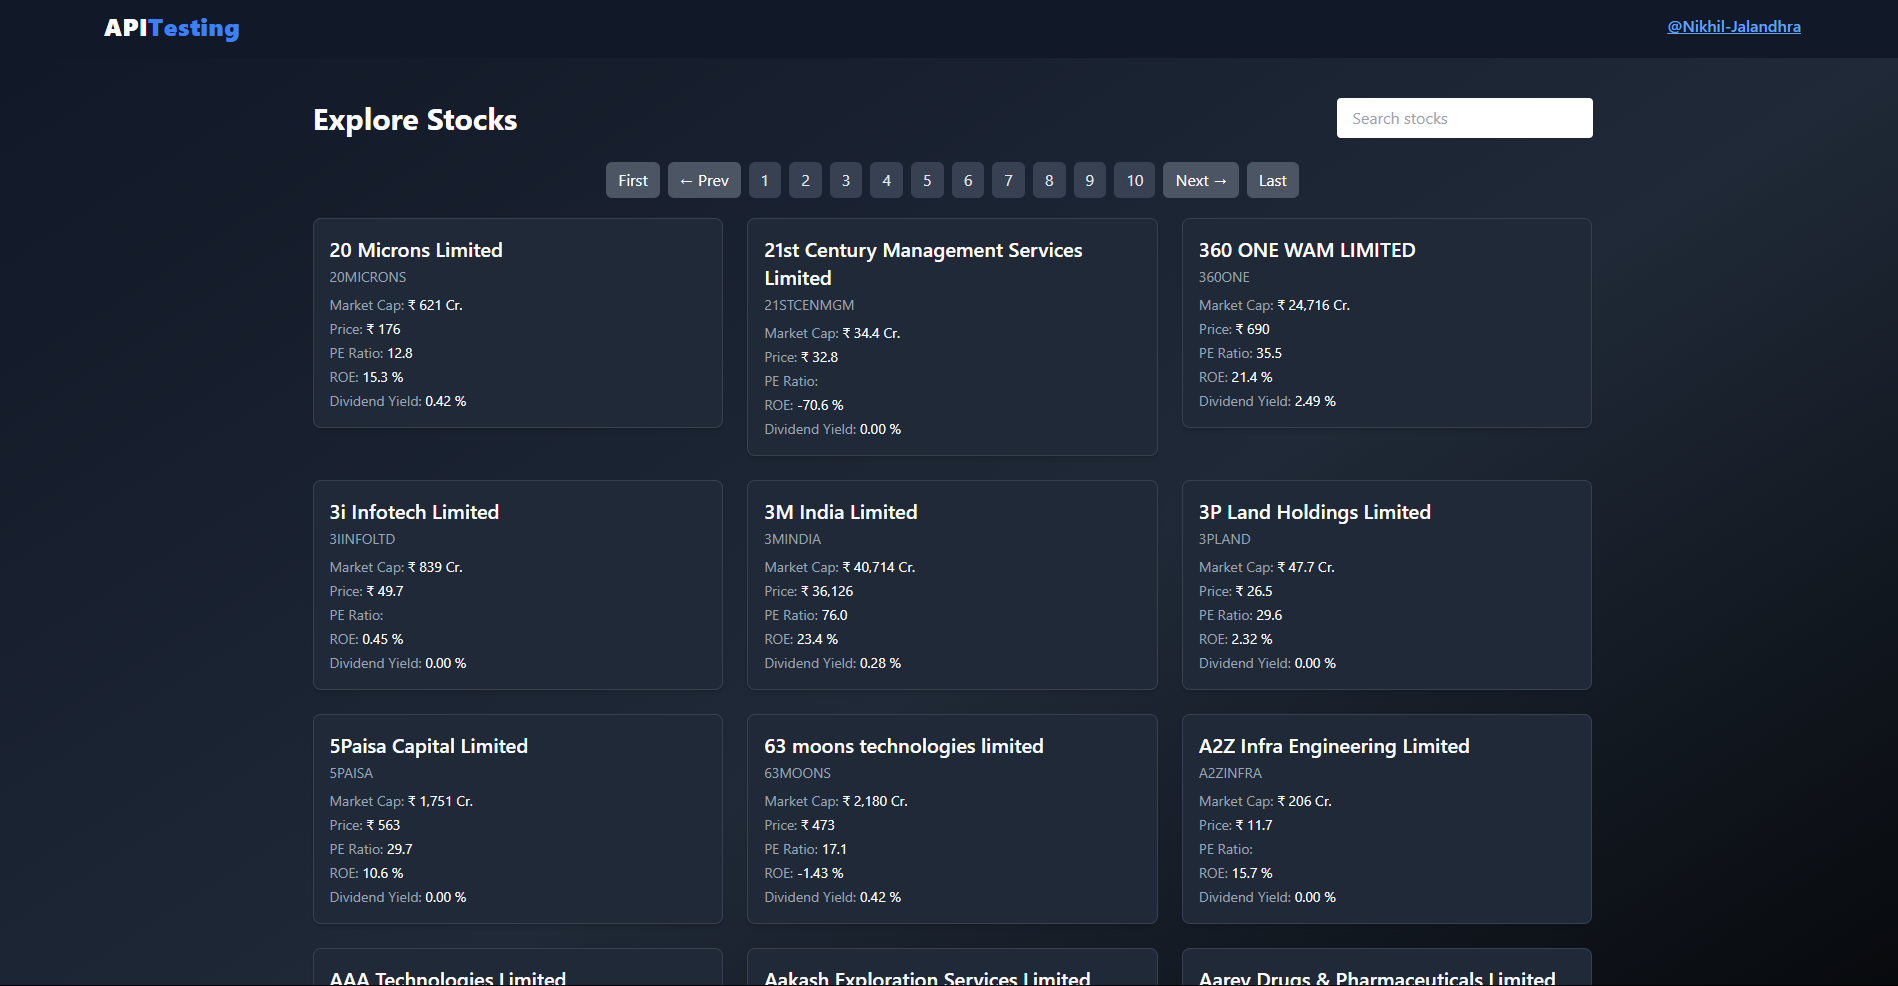 APITesting
@Nikhil-Jalandhra
Explore Stocks
Search stocks
First ← Prev 1 2 3 4 5 6 7 8 9 10 Next → Last
20 Microns Limited
20MICRONS
Market Cap: ₹ 621 Cr.
Price: ₹ 176
PE Ratio: 12.8
ROE: 15.3 %
Dividend Yield: 0.42 %
21st Century Management Services
Limited
21STCENMGM
Market Cap: ₹ 34.4 Cr.
Price: ₹ 32.8
PE Ratio:
ROE: -70.6 %
Dividend Yield: 0.00 %
360 ONE WAM LIMITED
360ONE
Market Cap: ₹ 24,716 Cr.
Price: ₹ 690
PE Ratio: 35.5
ROE: 21.4 %
Dividend Yield: 2.49 %
3i Infotech Limited
3IINFOLTD
Market Cap: ₹ 839 Cr.
Price: ₹ 49.7
PE Ratio:
ROE: 0.45 %
Dividend Yield: 0.00 %
3M India Limited
3MINDIA
Market Cap: ₹ 40,714 Cr.
Price: ₹ 36,126
PE Ratio: 76.0
ROE: 23.4 %
Dividend Yield: 0.28 %
3P Land Holdings Limited
3PLAND
Market Cap: ₹ 47.7 Cr.
Price: ₹ 26.5
PE Ratio: 29.6
ROE: 2.32 %
Dividend Yield: 0.00 %
5Paisa Capital Limited
5PAISA
Market Cap: ₹ 1,751 Cr.
Price: ₹ 563
PE Ratio: 29.7
ROE: 10.6 %
Dividend Yield: 0.00 %
63 moons technologies limited
63MOONS
Market Cap: ₹ 2,180 Cr.
Price: ₹ 473
PE Ratio: 17.1
ROE: -1.43 %
Dividend Yield: 0.42 %
A2Z Infra Engineering Limited
A2ZINFRA
Market Cap: ₹ 206 Cr.
Price: ₹ 11.7
PE Ratio:
ROE: 15.7 %
Dividend Yield: 0.00 %
AAA Technologies Limited
Aakash Exploration Services Limited
Aarey Drugs & Pharmaceuticals Limited